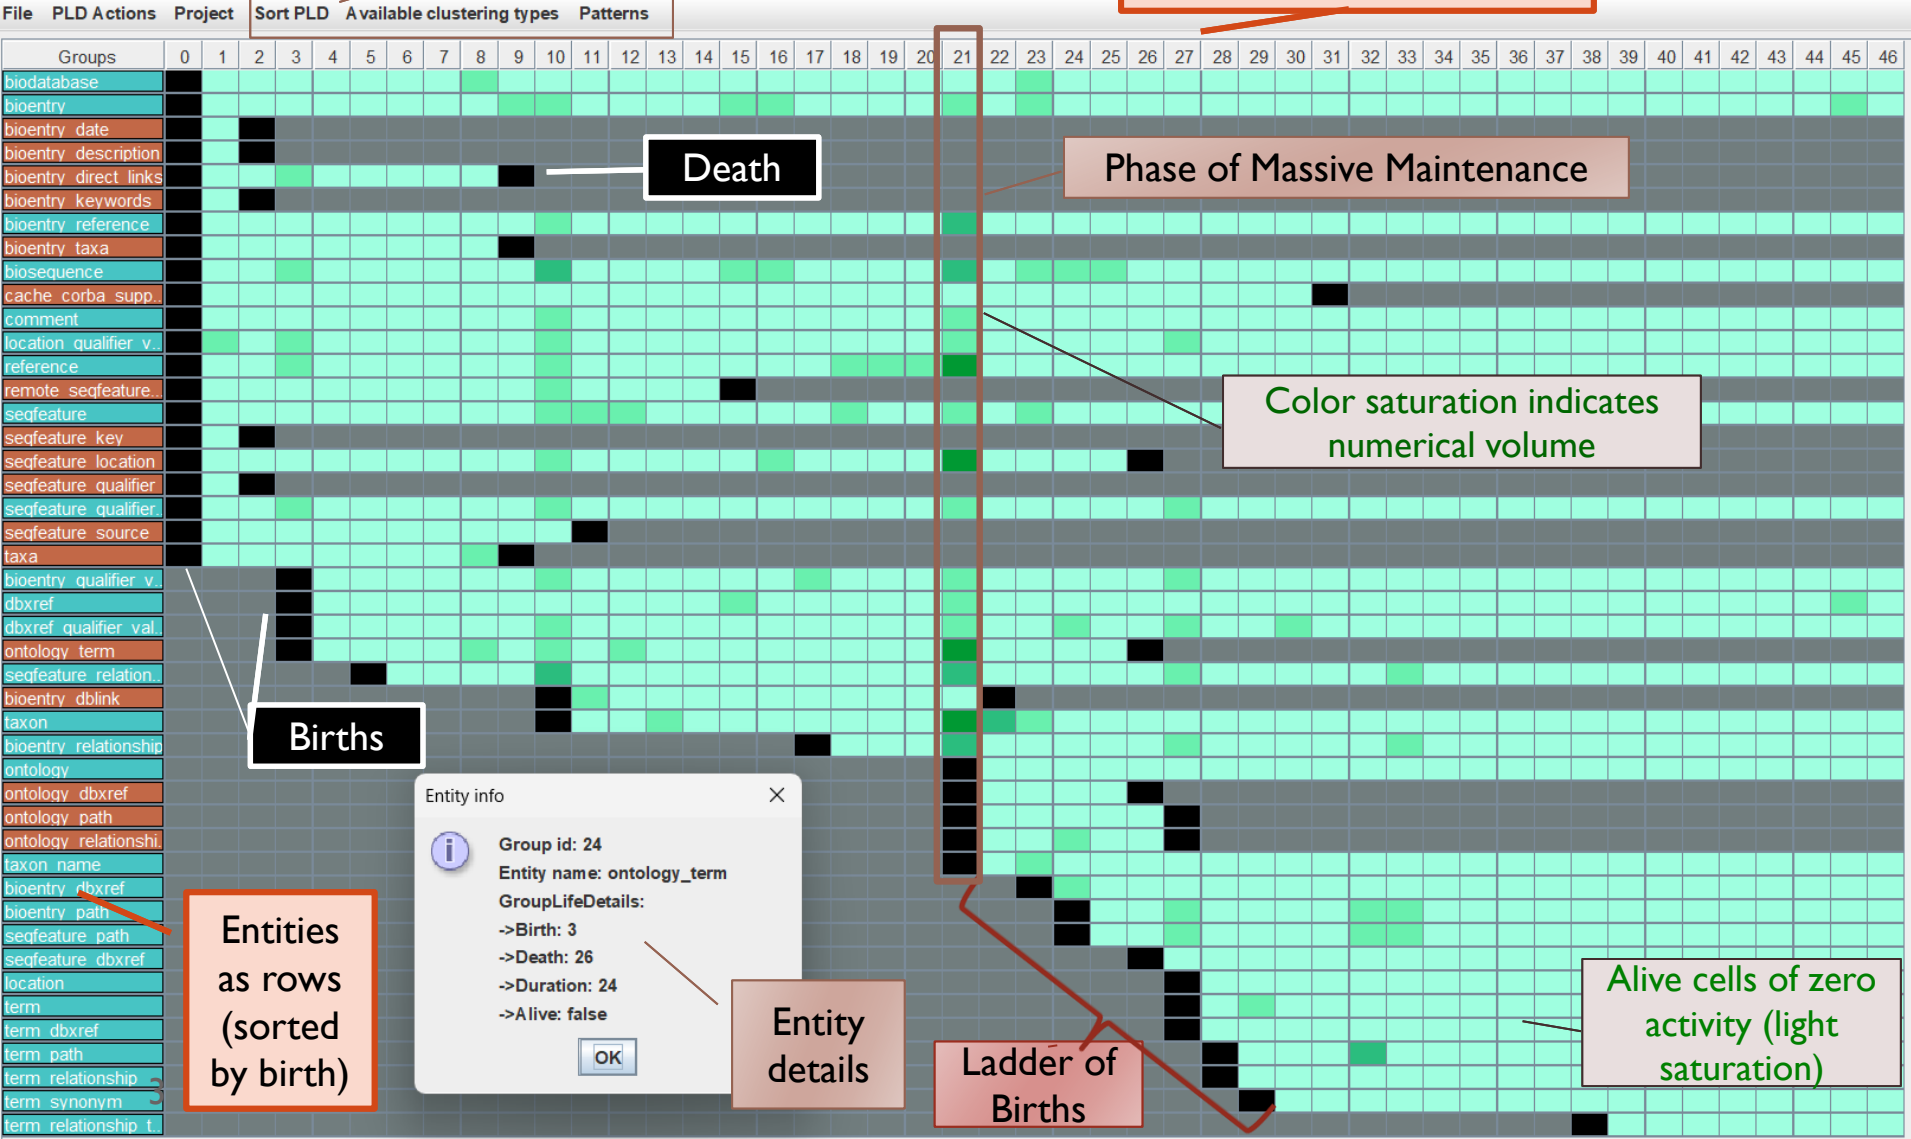 File PLD Actions Project Sort PLD Available clustering types Patterns
Groups 0 1 2 3 4 5 6 7 8 9 10 11 12 13 14 15 16 17 18 19 20 21 22 23 24 25 26 27 28 29 30 31 32 33 34 35 36 37 38 39 40 41 42 43 44 45 46
biodatabase
bioentry
bioentry_date
bioentry_description
bioentry_direct_links
bioentry_keywords
bioentry_reference
bioentry_taxa
biosequence
cache_corba_supp..
comment
location_qualifier_v..
reference
remote_seqfeature...
seqfeature
seqfeature_key
seqfeature_location
seqfeature_qualifier
seqfeature_qualifier.
seqfeature_source
taxa
bioentry_qualifier_v..
dbxref
dbxref_qualifier_val..
ontology_term
seqfeature_relation..
bioentry_dblink
taxon
bioentry_relationship
ontology
ontology_dbxref
ontology_path
ontology_relationshi.
taxon_name
bioentry_dbxref
bioentry_path
seqfeature_path
seqfeature_dbxref
location
term
term_dbxref
term_path
term_relationship
term_synonym
term_relationship_t..
Death
Phase of Massive Maintenance
Color saturation indicates
numerical volume
Births
Entity info
Group id: 24
Entity name: ontology_term
GroupLifeDetails:
->Birth: 3
->Death: 26
->Duration: 24
->Alive: false
OK
Entities
as rows
(sorted
by birth)
Entity
details
Ladder of
Births
Alive cells of zero
activity (light
saturation)
3